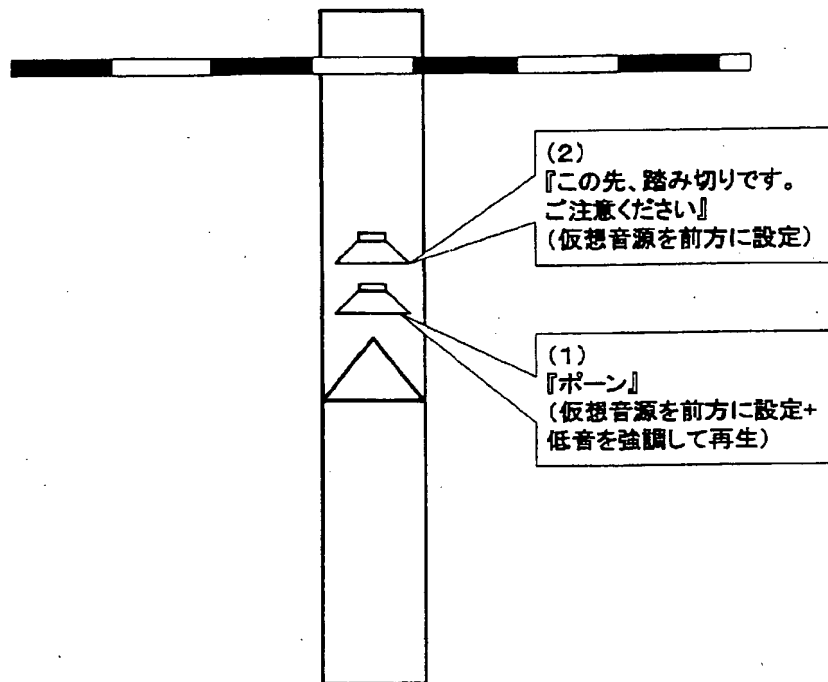 (2)
『この先、踏み切りです。
ご注意ください』
(仮想音源を前方に設定)
(1)
『ポーン』
(仮想音源を前方に設定+
低音を強調して再生)